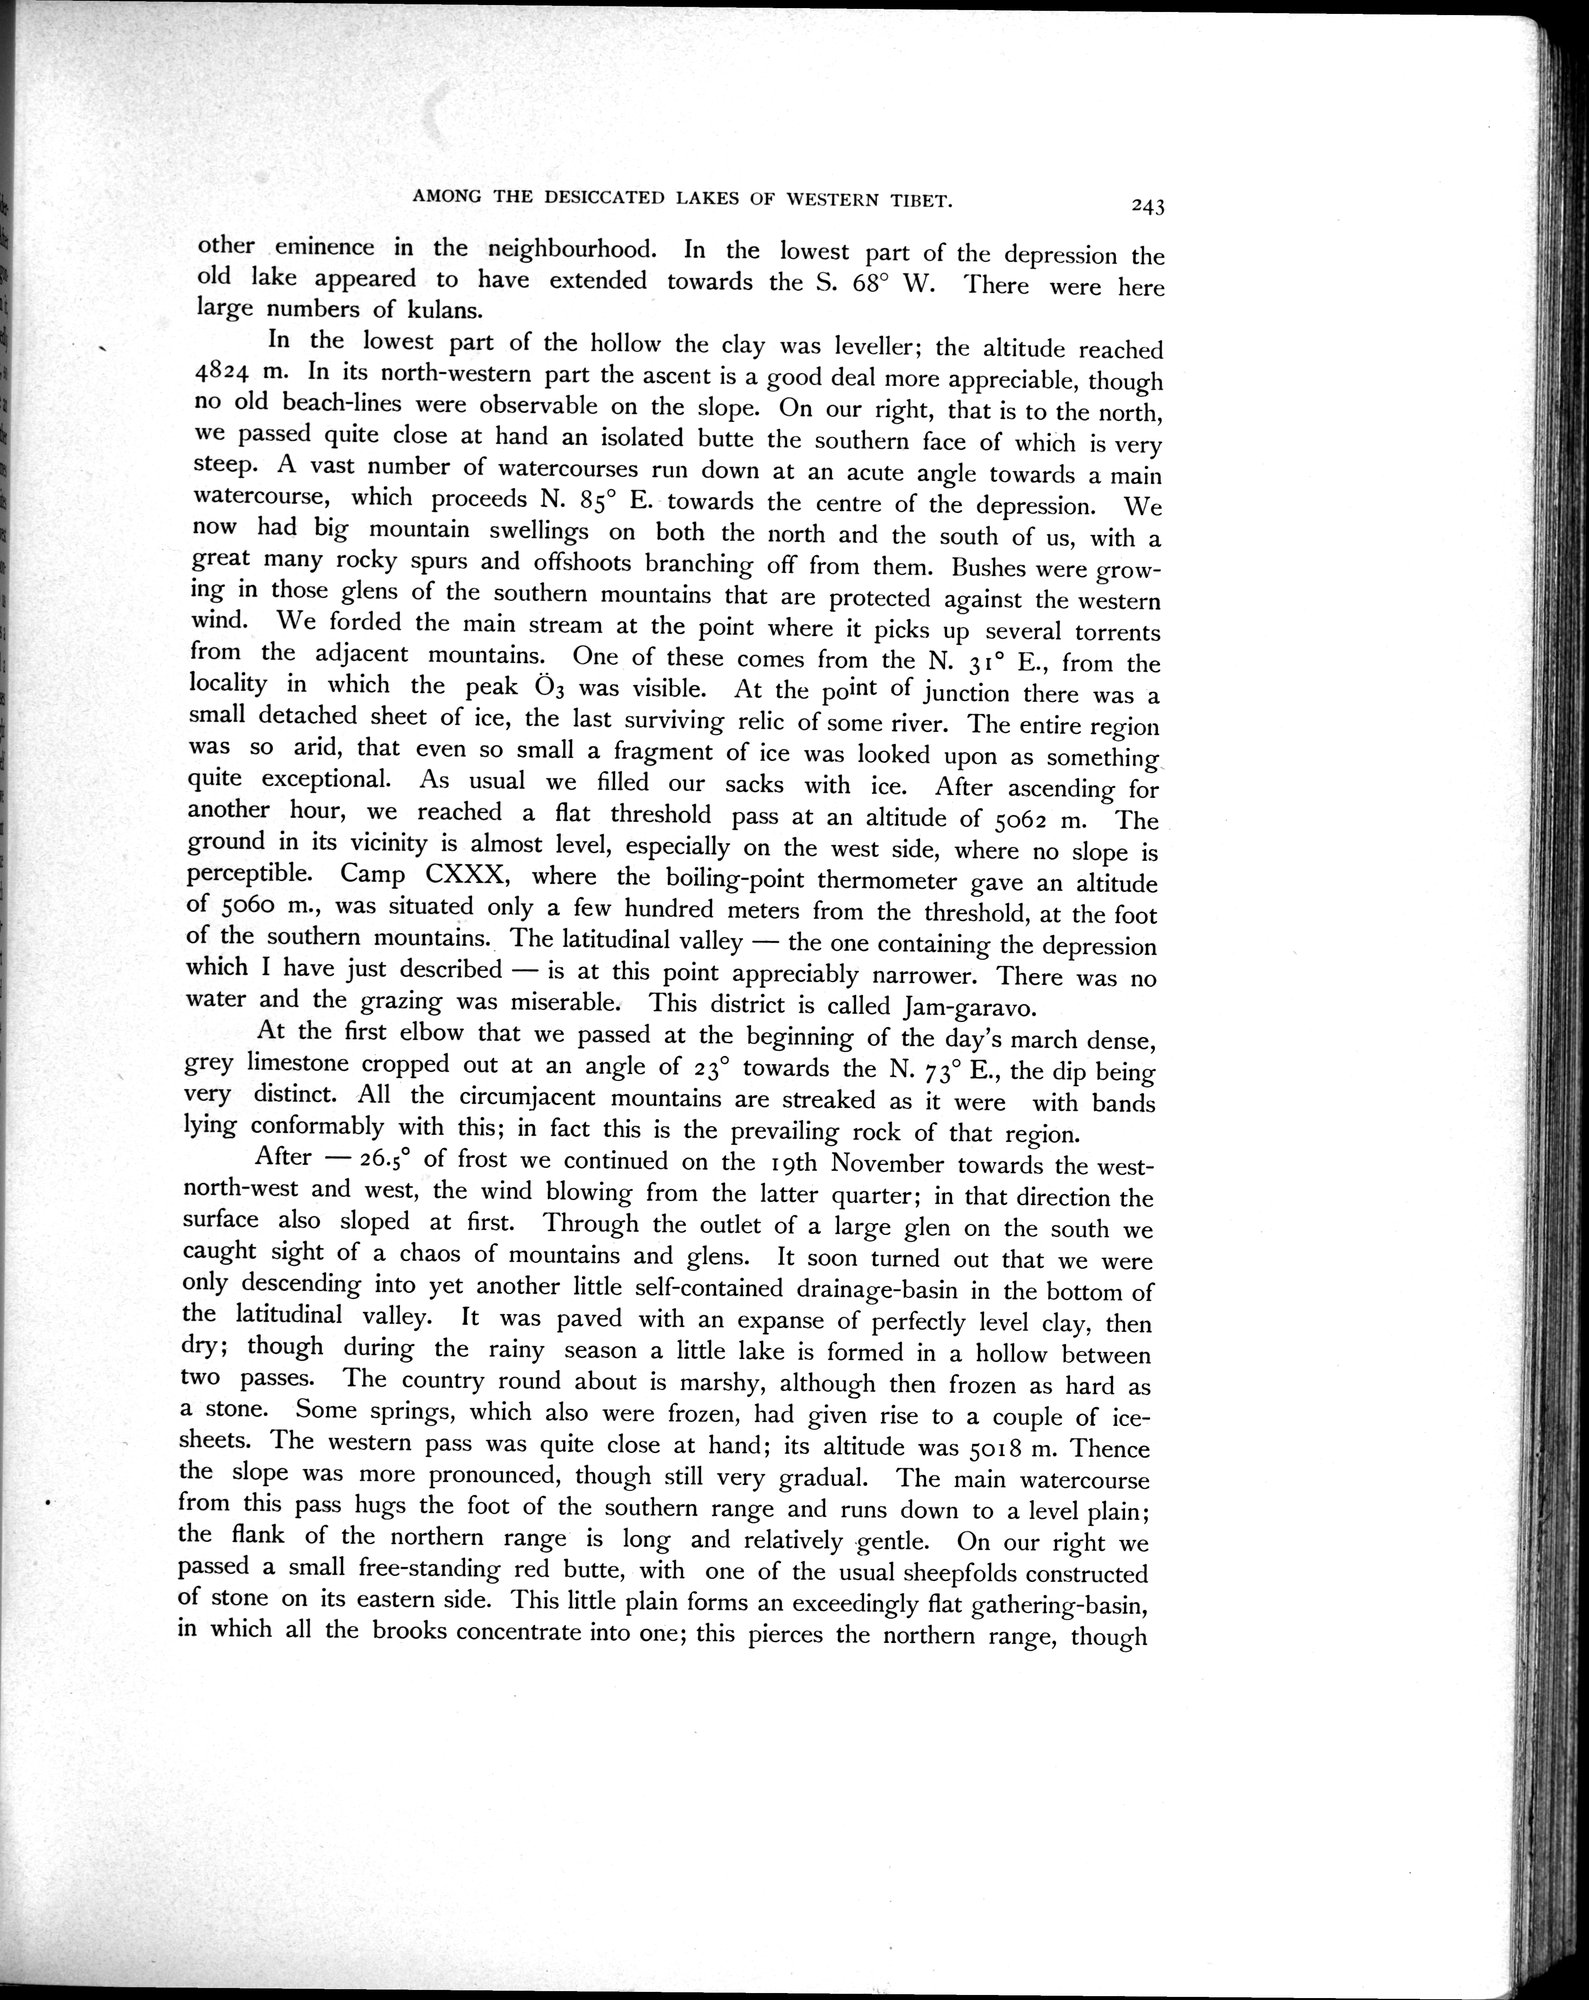 AMONG THE DESICCATED LAKES OF WESTERN TIBET. 243
other eminence in the neighbourhood. In the lowest part of the depression the
old lake appeared to have extended towards the S. 68° W. There were here
large numbers of kulans.
In the lowest part of the hollow the clay was leveller; the altitude reached
4824 m. In its north-western part the ascent is a good deal more appreciable, though
no old beach-lines were observable on the slope. On our right, that is to the north,
we passed quite close at hand an isolated butte the southern face of which is very
steep. A vast number of watercourses run down at an acute angle towards a main
watercourse, which proceeds N. 85° E. towards the centre of the depression. We
now had big mountain swellings on both the north and the south of us, with a
great many rocky spurs and offshoots branching off from them. Bushes were grow-
ing in those glens of the southern mountains that are protected against the western
wind. We forded the main stream at the point where it picks up several torrents
from the adjacent mountains. One of these comes from the N. 31° E., from the
locality in which the peak Ö3 was visible. At the point of junction there was a
small detached sheet of ice, the last surviving relic of some river. The entire region
was so arid, that even so small a fragment of ice was looked upon as something
quite exceptional. As usual we filled our sacks with ice. After ascending for
another hour, we reached a flat threshold pass at an altitude of 5062 m. The
ground in its vicinity is almost level, especially on the west side, where no slope is
perceptible. Camp CXXX, where the boiling-point thermometer gave an altitude
of 5060 m., was situated only a few hundred meters from the threshold, at the foot
of the southern mountains. The latitudinal valley — the one containing the depression
which I have just described — is at this point appreciably narrower. There was no
water and the grazing was miserable. This district is called Jam-garavo.
At the first elbow that we passed at the beginning of the day's march dense,
grey limestone cropped out at an angle of 23° towards the N. 73° E., the dip being
very distinct. All the circumjacent mountains are streaked as it were with bands
lying conformably with this; in fact this is the prevailing rock of that region.
After — 26.5° of frost we continued on the 19th November towards the west-
north-west and west, the wind blowing from the latter quarter; in that direction the
surface also sloped at first. Through the outlet of a large glen on the south we
caught sight of a chaos of mountains and glens. It soon turned out that we were
only descending into yet another little self-contained drainage-basin in the bottom of
the latitudinal valley. It was paved with an expanse of perfectly level clay, then
dry; though during the rainy season a little lake is formed in a hollow between
two passes. The country round about is marshy, although then frozen as hard as
a stone. Some springs, which also were frozen, had given rise to a couple of ice-
sheets. The western pass was quite close at hand; its altitude was 5018 m. Thence
the slope was more pronounced, though still very gradual. The main watercourse
from this pass hugs the foot of the southern range and runs down to a level plain;
the flank of the northern range is long and relatively gentle. On our right we
passed a small free-standing red butte, with one of the usual sheepfolds constructed
of stone on its eastern side. This little plain forms an exceedingly flat gathering-basin,
in which all the brooks concentrate into one; this pierces the northern range, though